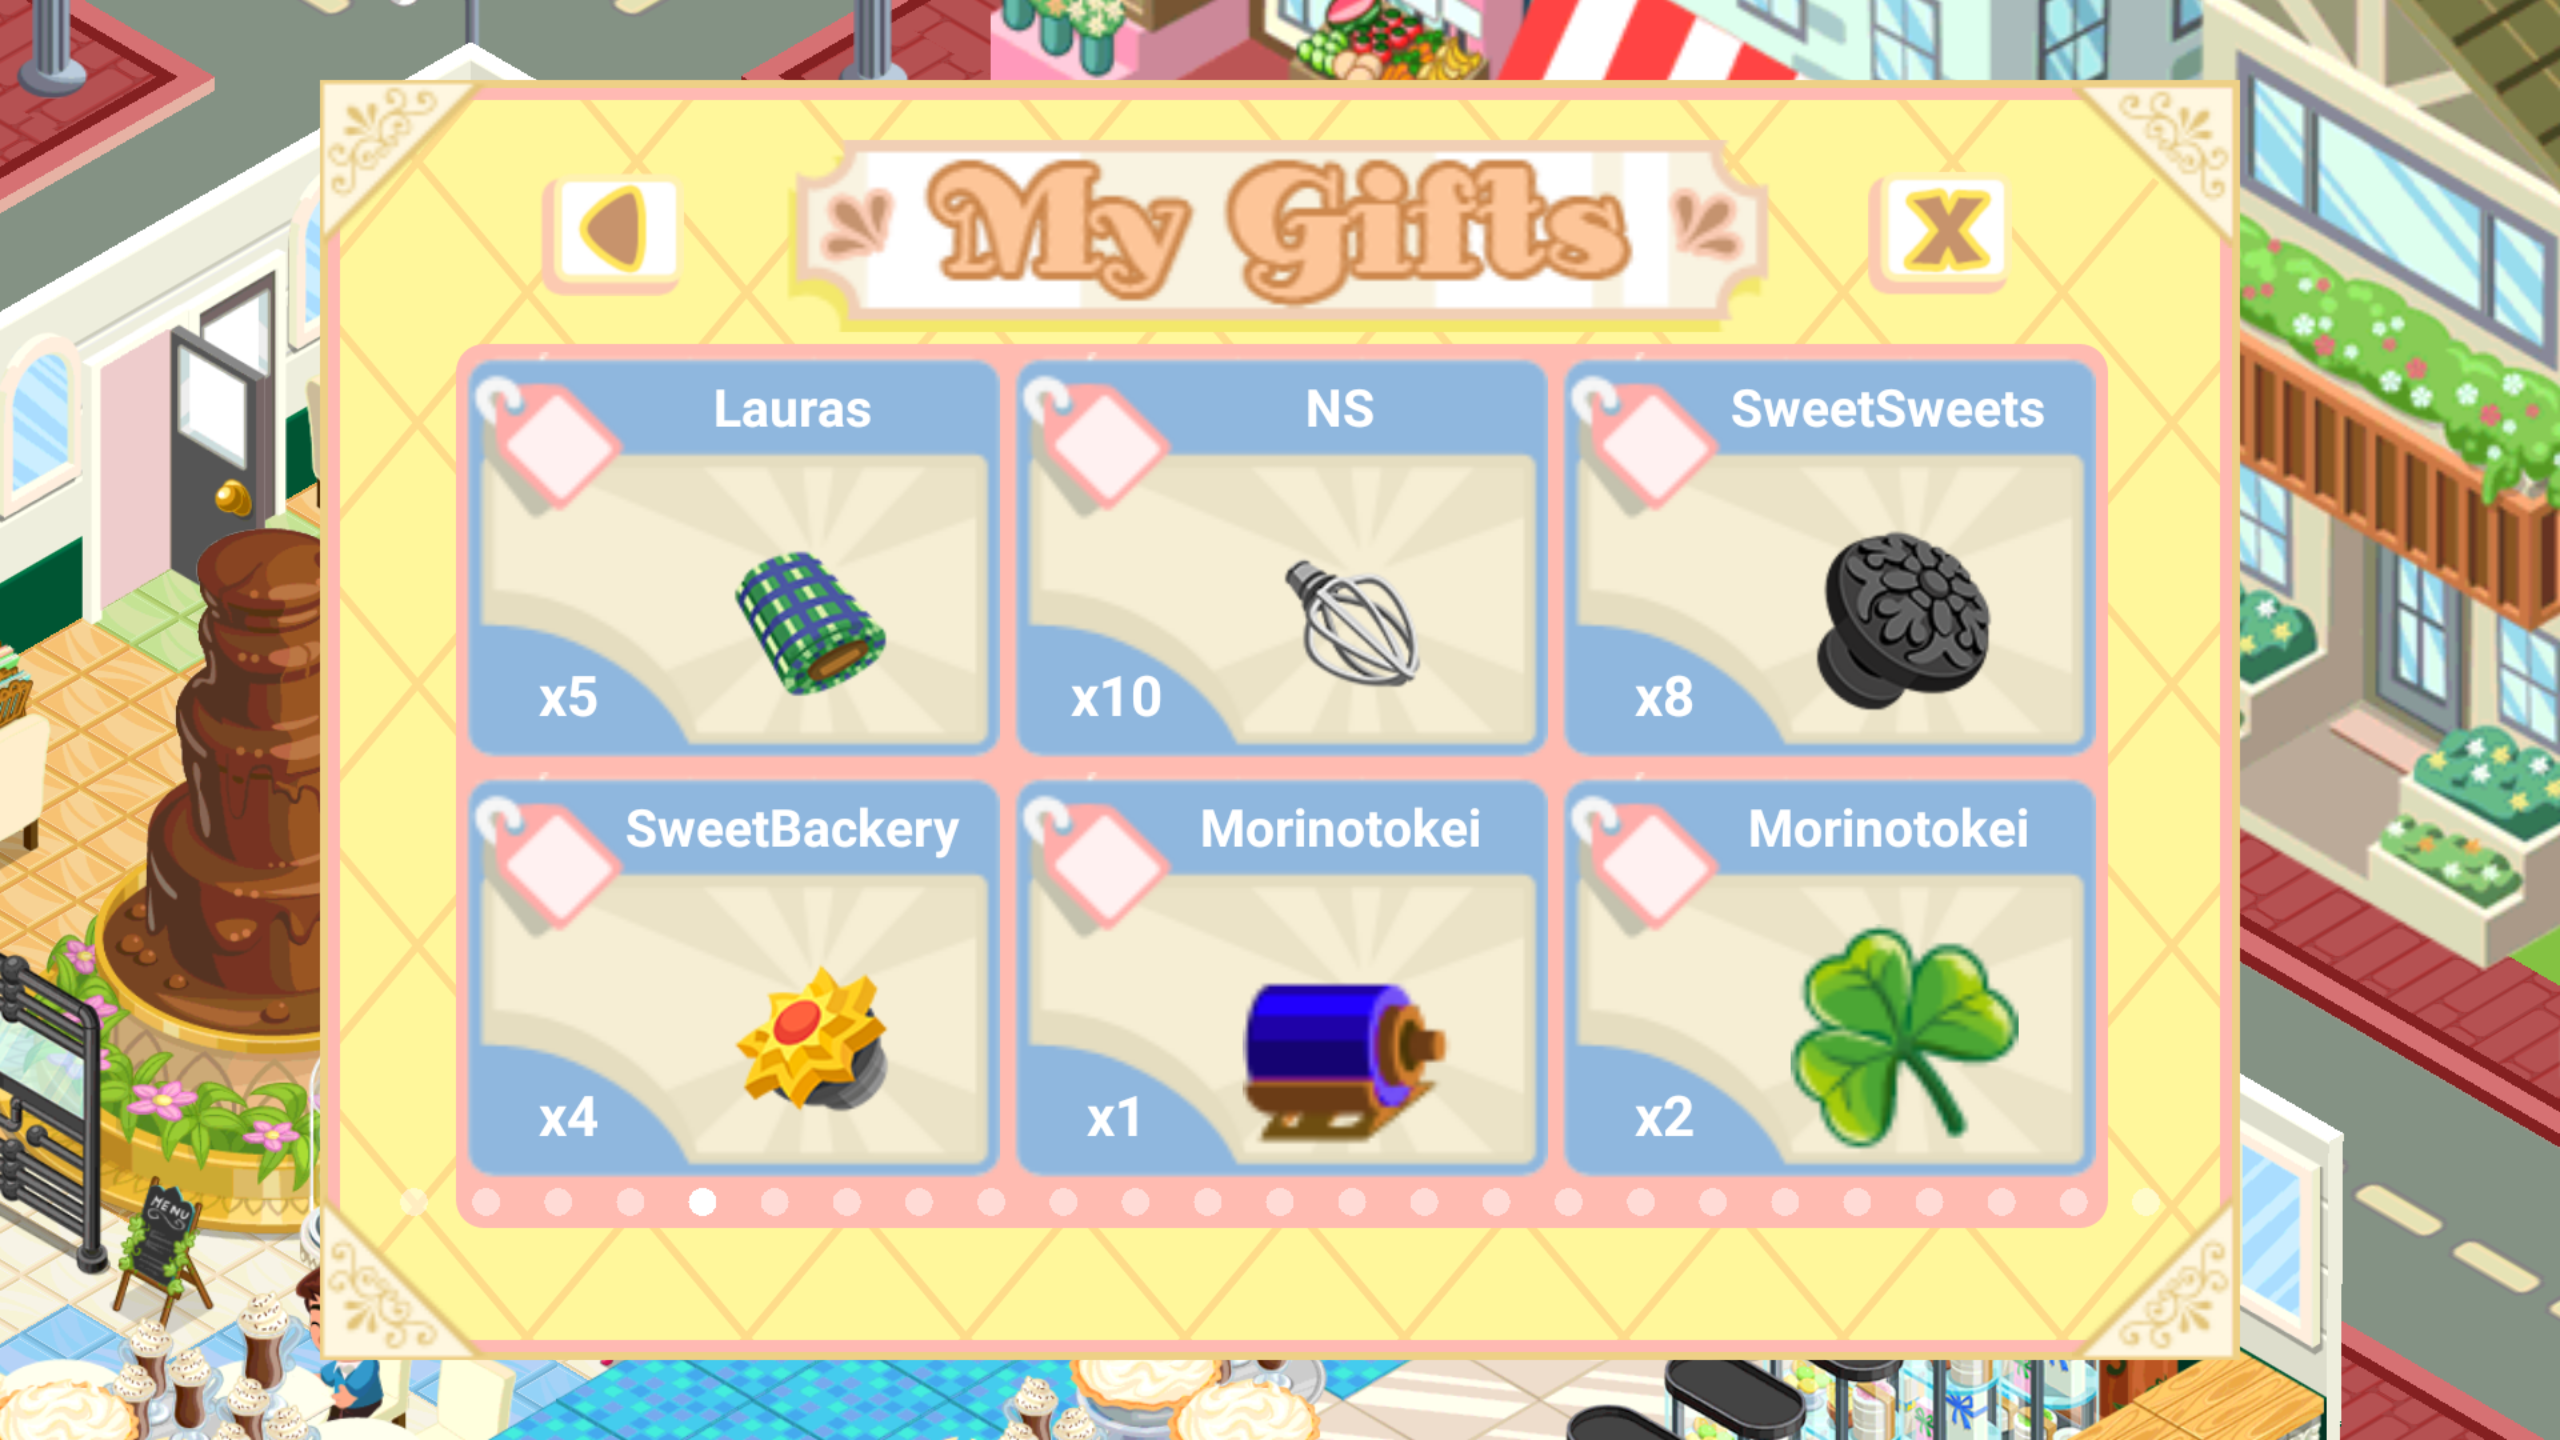 My Gifts
Lauras
NS
SweetSweets
x5
x10
x8
SweetBackery
Morinotokei
Morinotokei
x4
x1
x2
MENU